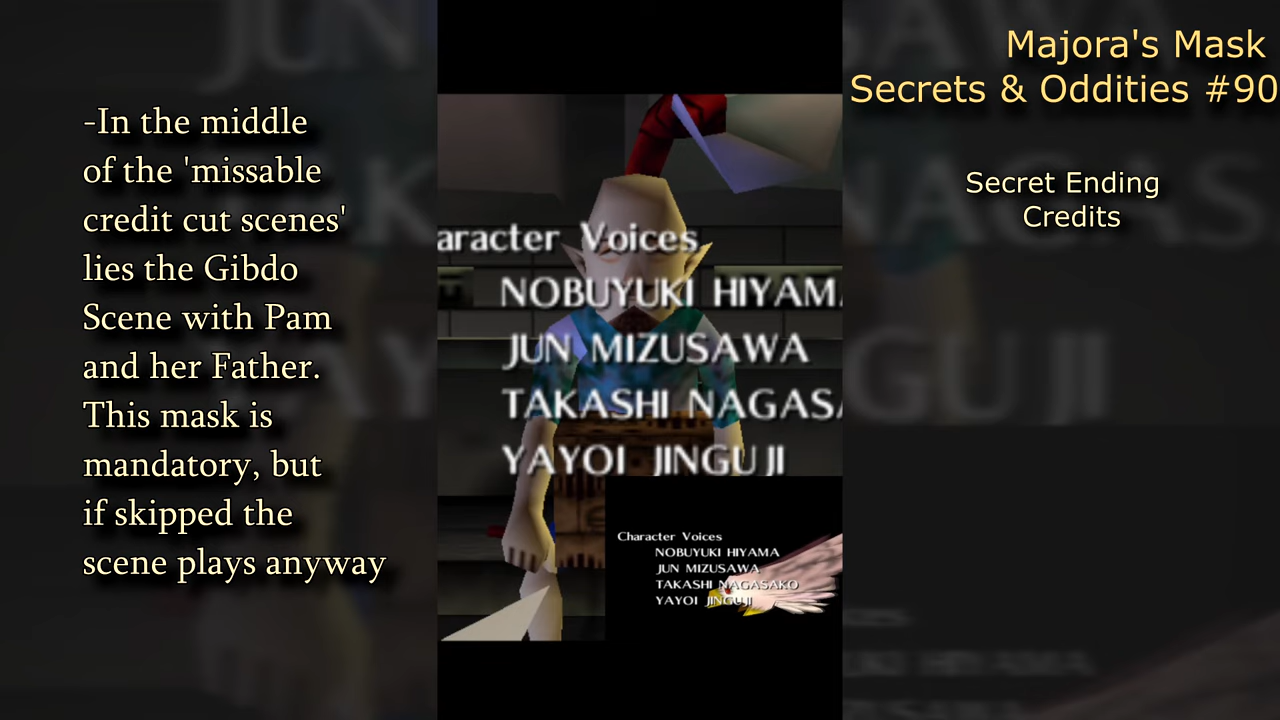 -In the middle
of the 'missable
credit cut scenes'
lies the Gibdo
Scene with Pam
and her Father.
This mask is
mandatory, but
if skipped the
scene plays anyway
aracter Voices
NOBUYUKI HIYAM
JUN MIZUSAWA
TAKASHI NAGASA
YAYOI JINGUJI
Character Voices
NOBUYUKI HIYAMA
JUN MIZUSAWA
TAKASHI NAGASAKO
YAYOI JINGUJI
Majora's Mask
Secrets & Oddities #90
Secret Ending
Credits